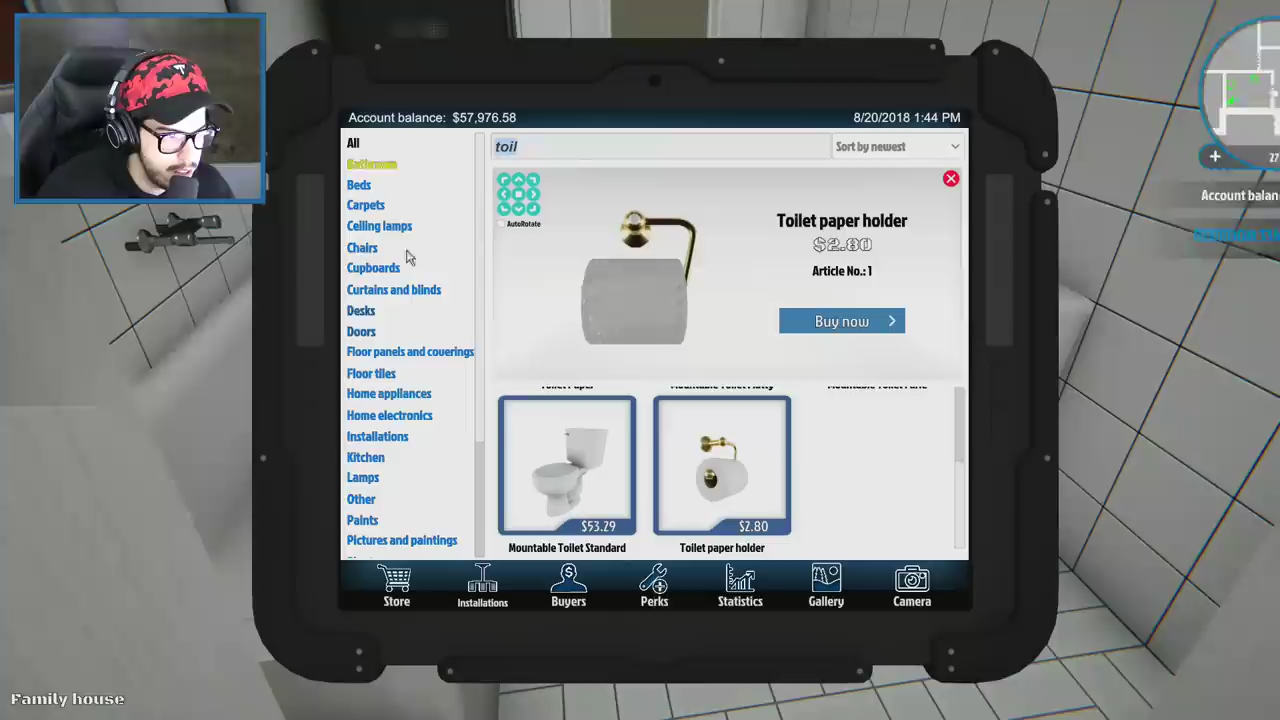 Account balance: $57,976.58
8/20/2018 1:44 PM
All
Bathroom
Beds
Carpets
Ceiling lamps
Chairs
Cupboards
Curtains and blinds
Desks
Doors
Floor panels and coverings
Floor tiles
Home appliances
Home electronics
Installations
Kitchen
Lamps
Other
Paints
Pictures and paintings
toil
Sort by newest
AutoRotate
Toilet paper holder
$2.80
Article No.: 1
Buy now
Toilet Paper
$53.29
$2.80
Mountable Toilet Standard
Toilet paper holder
Store
Installations
Buyers
Perks
Statistics
Gallery
Camera
27
Account balan
Family house